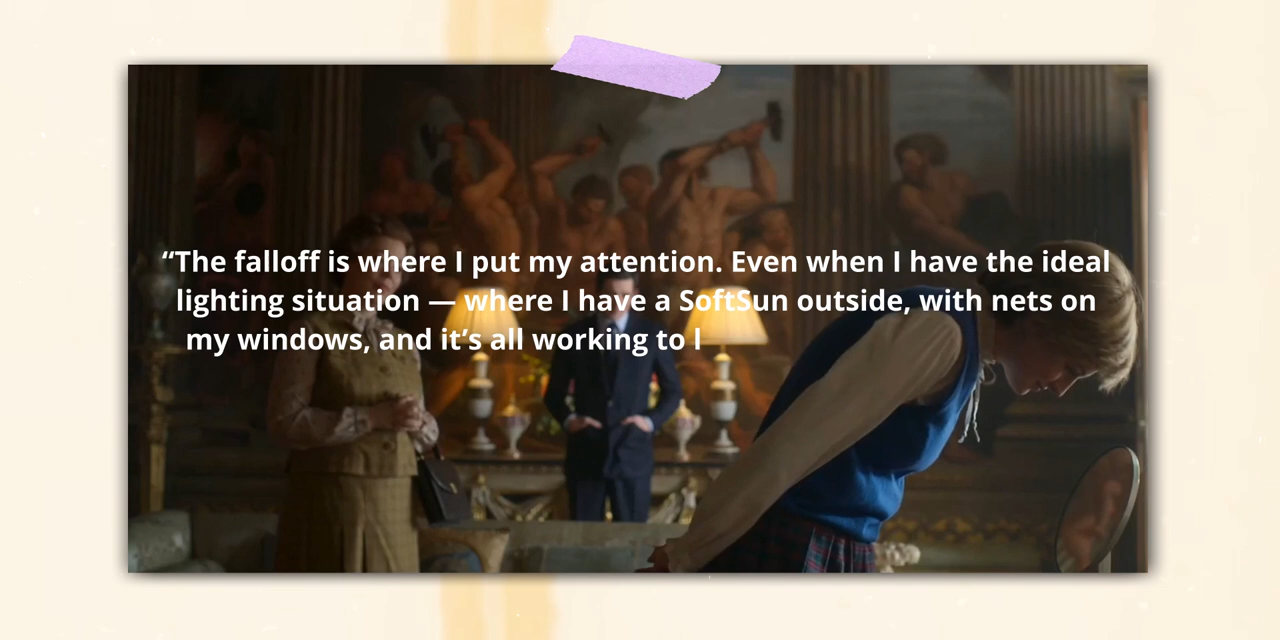 “The falloff is where I put my attention. Even when I have the ideal
lighting situation — where I have a SoftSun outside, with nets on
my windows, and it’s all working to l